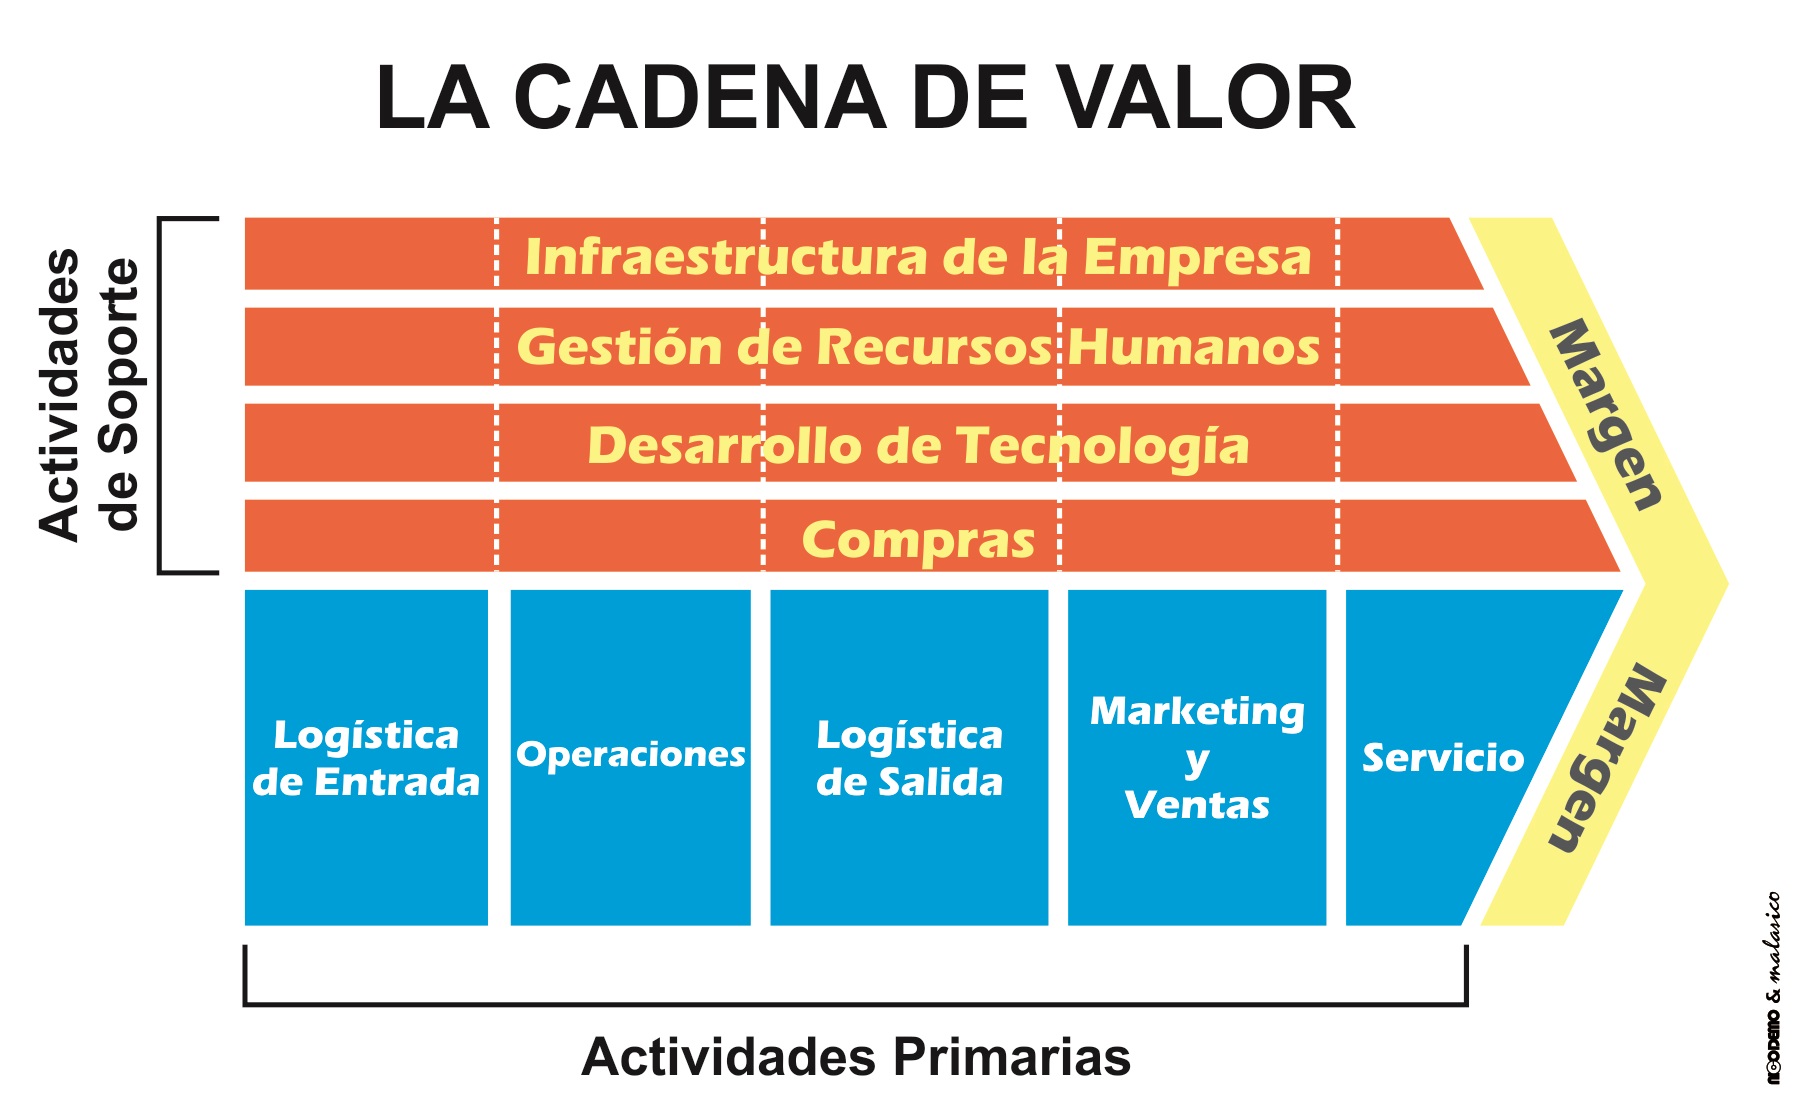 LA CADENA DE VALOR
Actividades
de Soporte
Infraestructura de la Empresa
Gestión de Recursos Humanos
Desarrollo de Tecnología
Compras
Margen
Logística
de Entrada
Operaciones
Logística
de Salida
Marketing
y
Ventas
Servicio
Margen
Actividades Primarias
NICODEMO & malasico